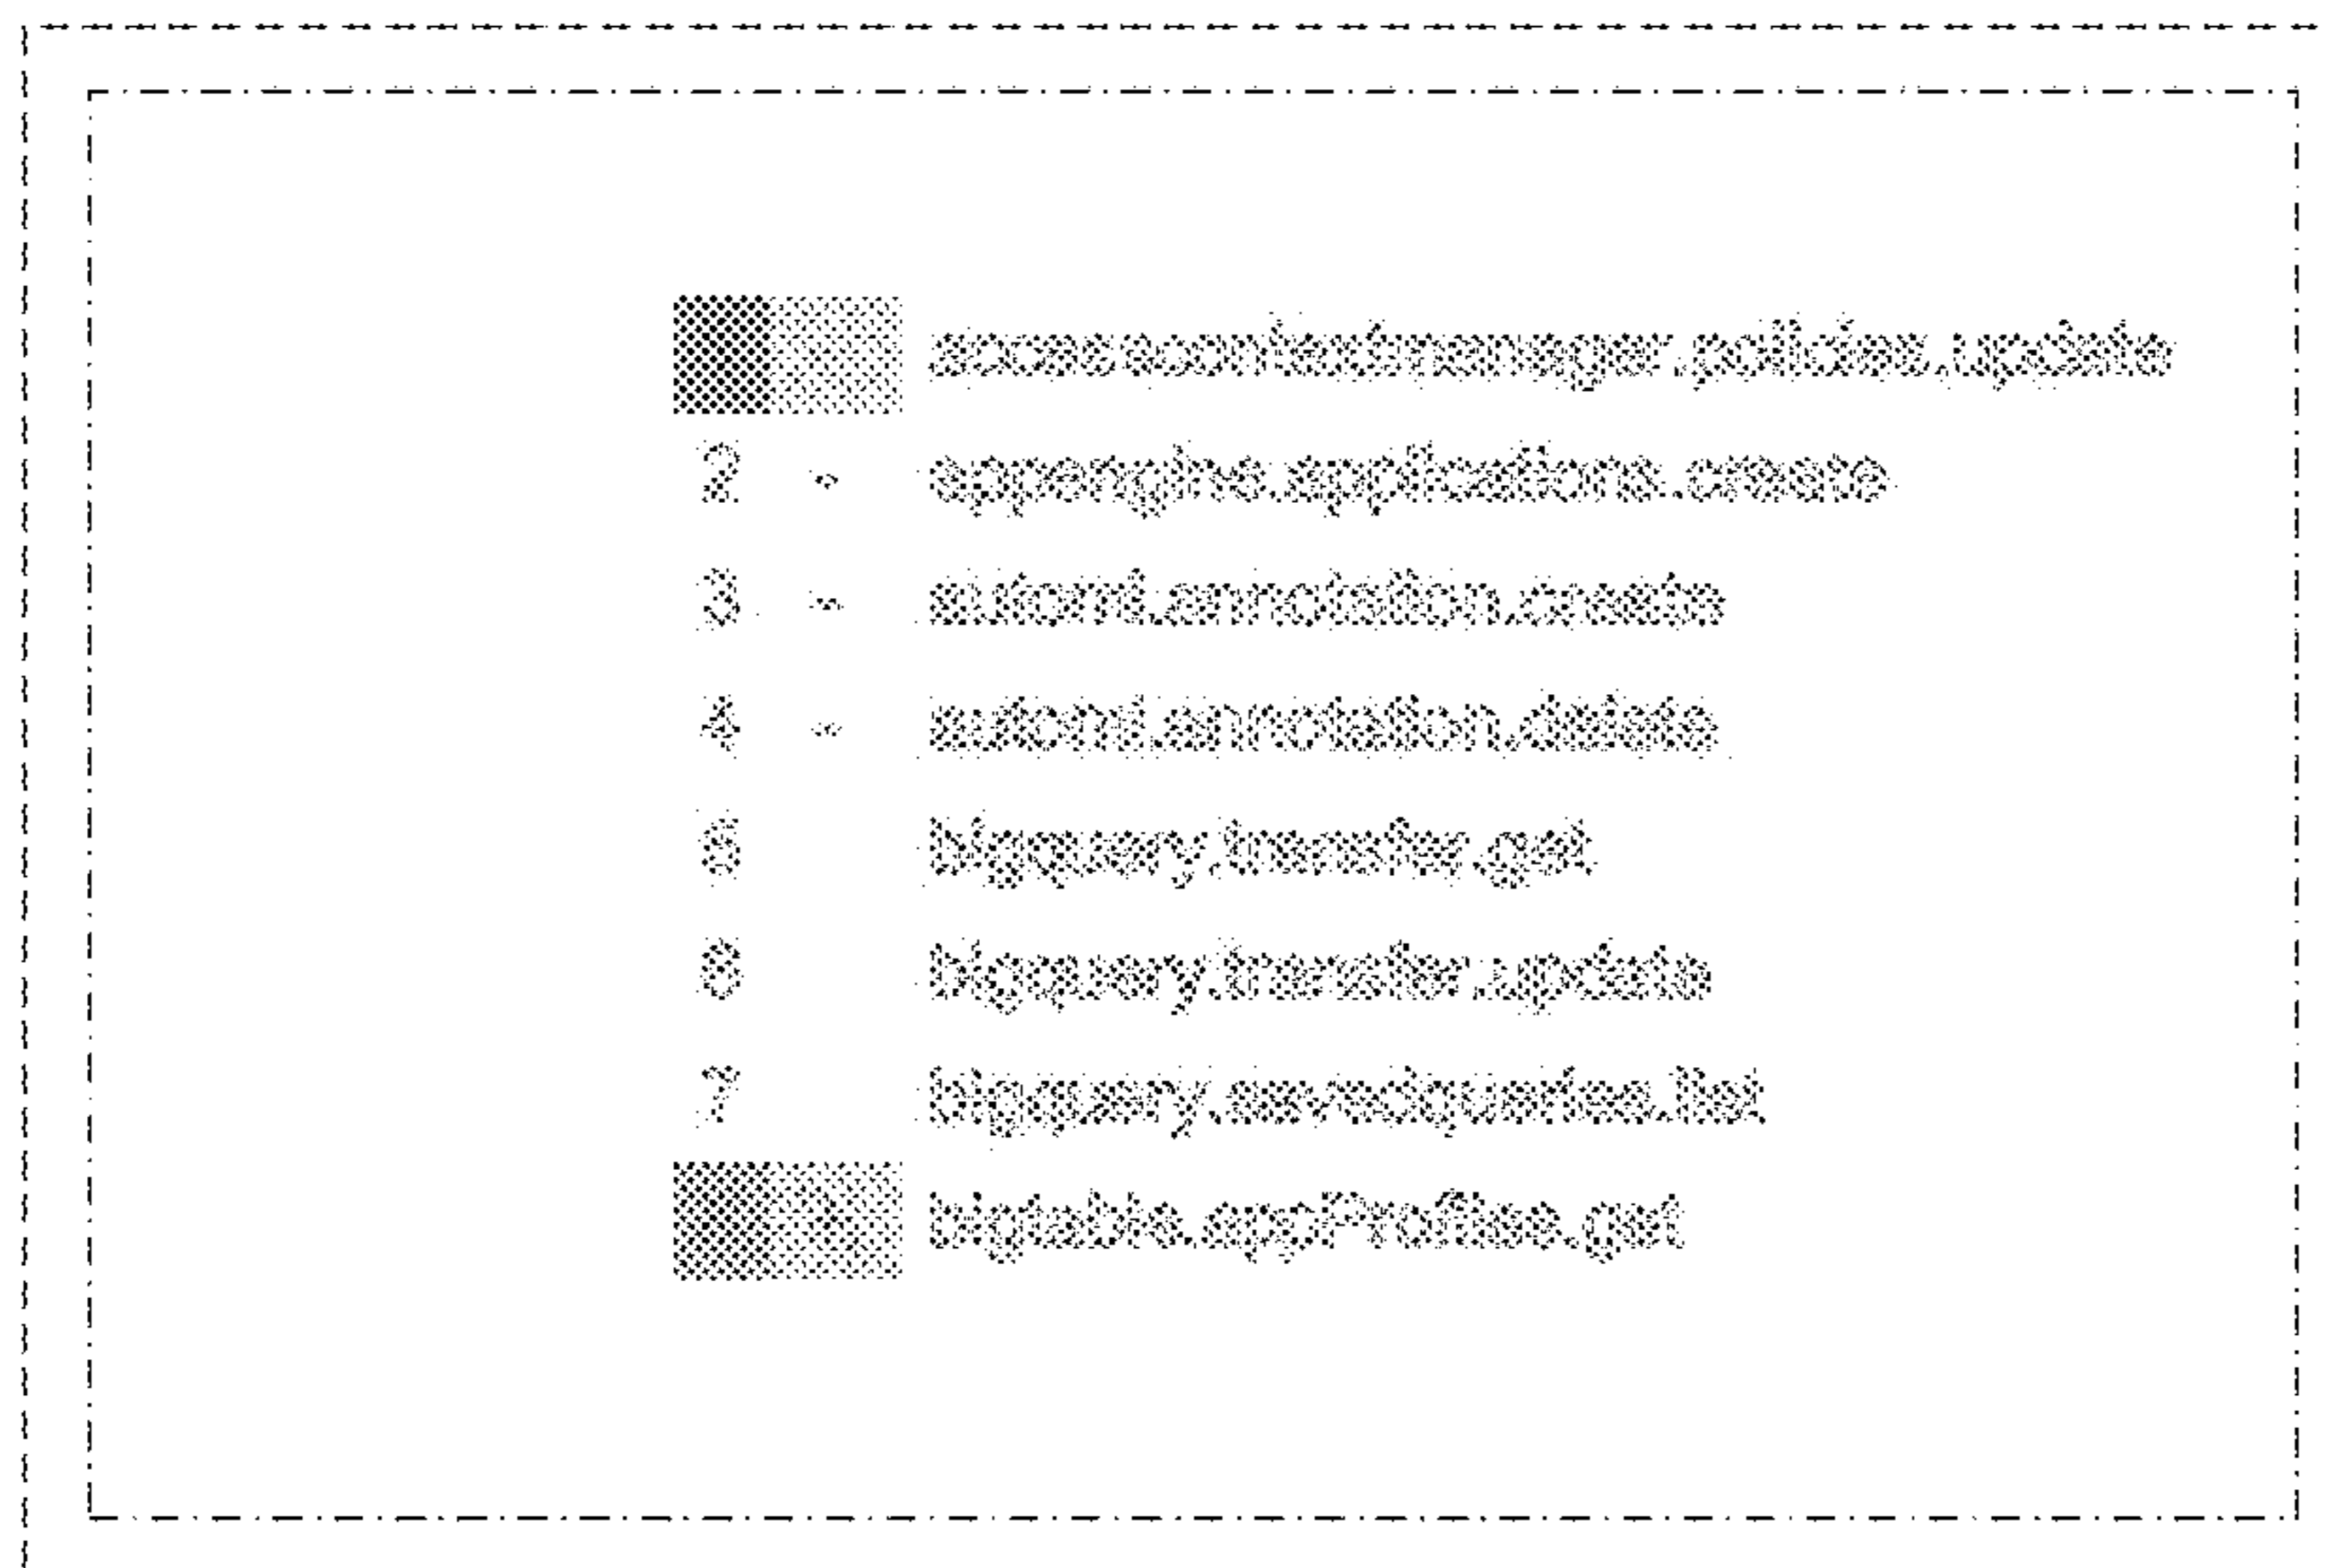 accesscontextmanager.policies.update
2 - appengine.applications.create
3 - automl.annotation.create
4 - automl.annotation.delete
5 bigquery.transfer.get
6 bigquery.transfer.update
7 bigquery.savedqueries.list
bigtable.appProfiles.get